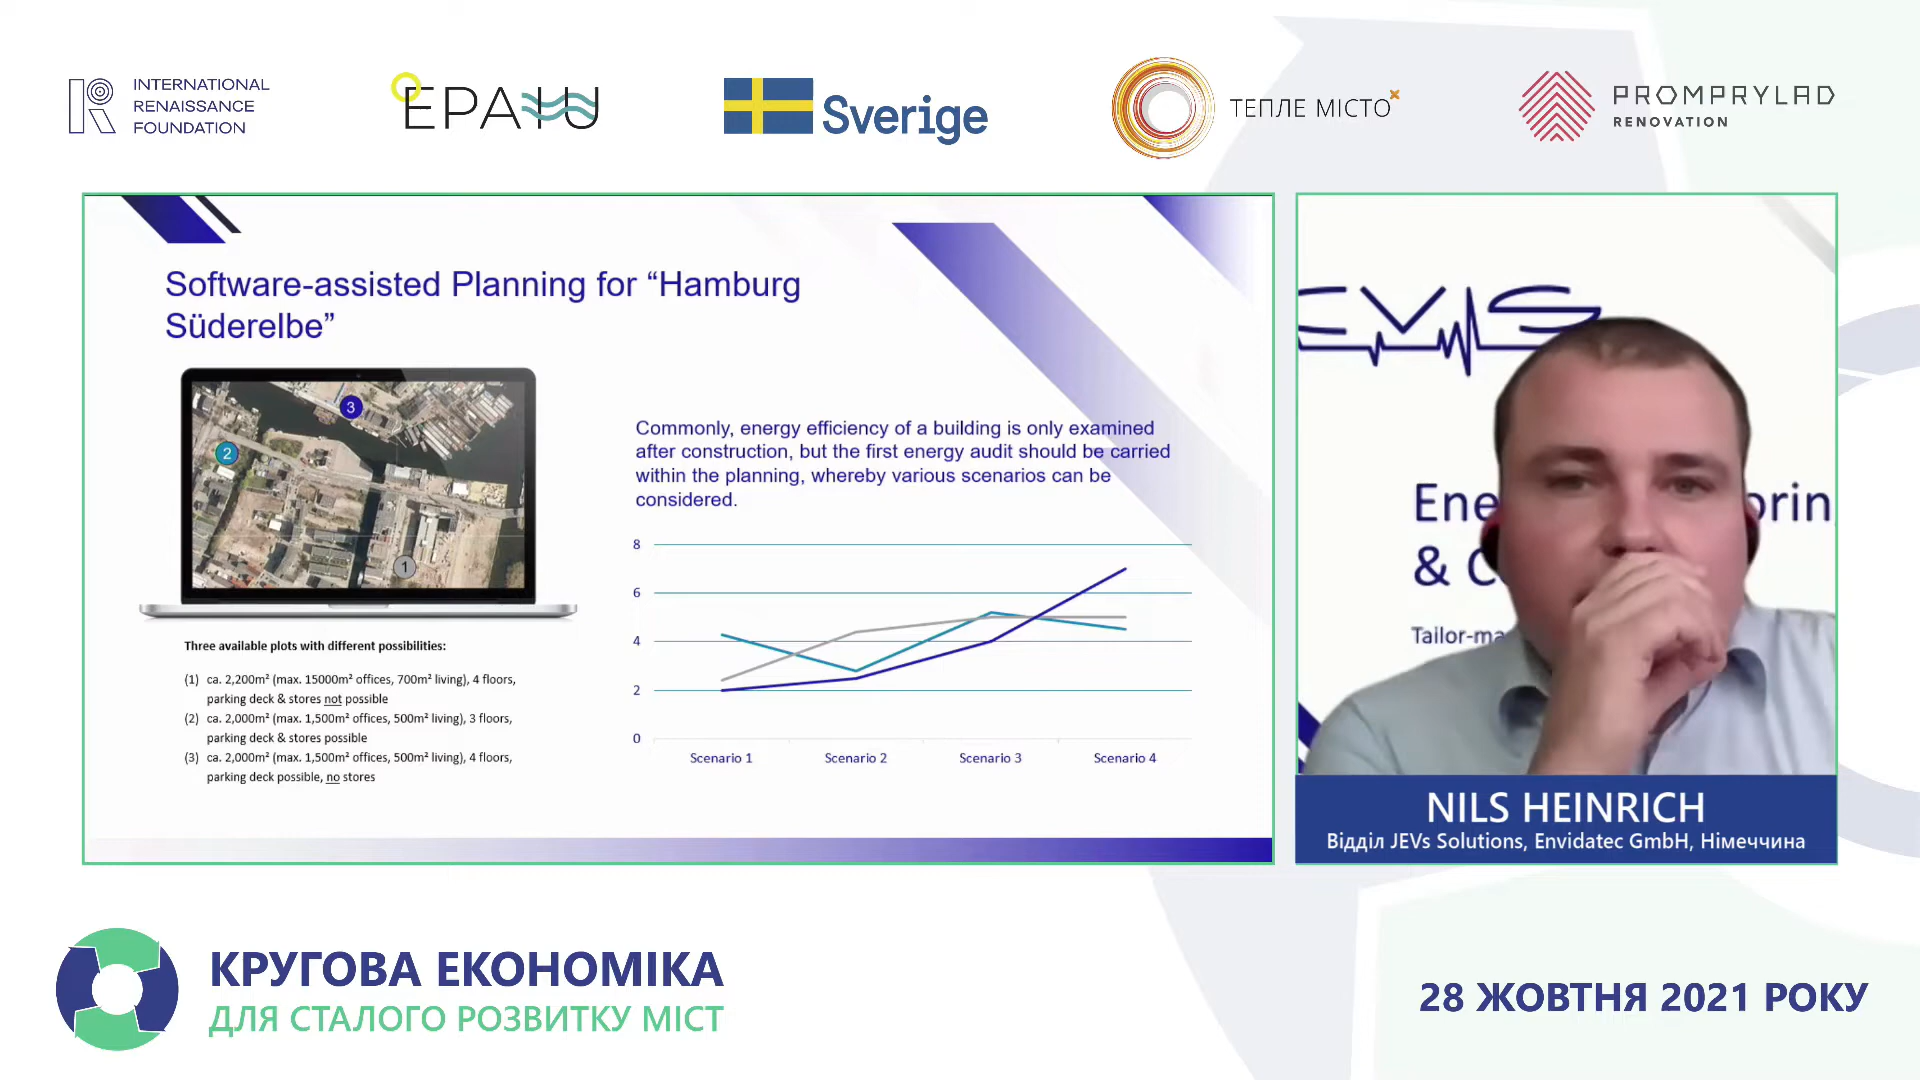 INTERNATIONAL
RENAISSANCE
FOUNDATION
EPAIU
Sverige
ТЕПЛЕ МІСТО
PROMPRYLAD
RENOVATION
Software-assisted Planning for “Hamburg
Süderelbe”
3
2
1
Three available plots with different possibilities:
(1) ca. 2,200m² (max. 15000m² offices, 700m² living), 4 floors,
parking deck & stores not possible
(2) ca. 2,000m² (max. 1,500m² offices, 500m² living), 3 floors,
parking deck & stores possible
(3) ca. 2,000m² (max. 1,500m² offices, 500m² living), 4 floors,
parking deck possible, no stores
Commonly, energy efficiency of a building is only examined
after construction, but the first energy audit should be carried
within the planning, whereby various scenarios can be
considered.
8
6
4
2
0
Scenario 1 Scenario 2 Scenario 3 Scenario 4
EVS
Ene orin
& C
Tailor-ma
NILS HEINRICH
Відділ JEVs Solutions, Envidatec GmbH, Німеччина
КРУГОВА ЕКОНОМІКА
ДЛЯ СТАЛОГО РОЗВИТКУ МІСТ
28 ЖОВТНЯ 2021 РОКУ